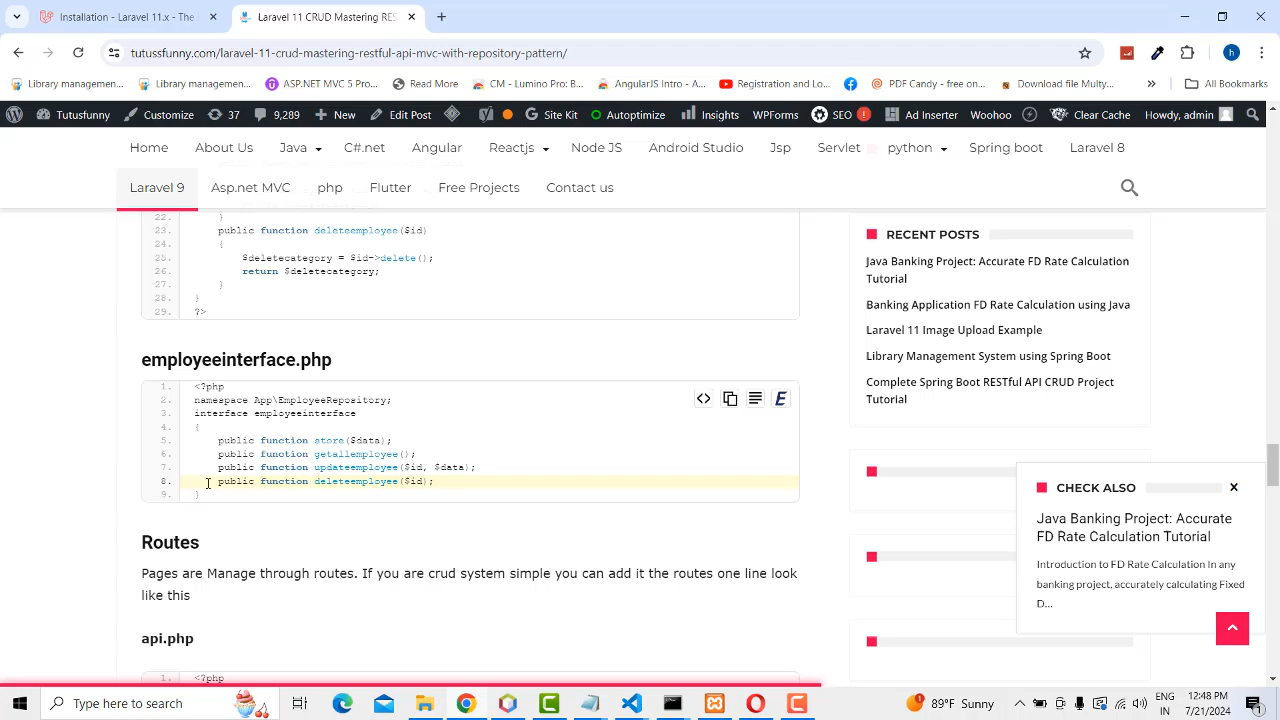 Installation - Laravel 11.x - Th
Laravel 11 CRUD Mastering RES
tutussfunny.com/laravel-11-crud-mastering-restful-api-mvc-with-repository-pattern/
h
Library managemen...
Library managemen...
ASP.NET MVC 5 Pro...
Read More
CM - Lumino Pro B...
AngularJS Intro - A...
Registration and Lo...
PDF Candy - free on...
Download file Multy...
All Bookmarks
Tutusfunny
Customize
37
9,289
New
Edit Post
Site Kit
Autoptimize
Insights
WPForms
SEO
!
Ad Inserter
Woohoo
Clear Cache
Howdy, admin
Home
About Us
Java
C#.net
Angular
Reactjs
Node JS
Android Studio
Jsp
Servlet
python
Spring boot
Laravel 8
Laravel 9
Asp.net MVC
php
Flutter
Free Projects
Contact us
22. }
23. public function deleteemployee($id)
24. {
25. $deletecategory = $id->delete();
26. return $deletecategory;
27. }
28. }
29. ?>
employeeinterface.php
1. <?php
2. namespace App\EmployeeRepository;
3. interface employeeinterface
4. {
5. public function store($data);
6. public function getallemployee();
7. public function updateemployee($id, $data);
8. public function deleteemployee($id);
9. }
Routes
Pages are Manage through routes. If you are crud system simple you can add it the routes one line look
like this
api.php
1. <?php
RECENT POSTS
Java Banking Project: Accurate FD Rate Calculation
Tutorial
Banking Application FD Rate Calculation using Java
Laravel 11 Image Upload Example
Library Management System using Spring Boot
Complete Spring Boot RESTful API CRUD Project
Tutorial
CHECK ALSO
Java Banking Project: Accurate
FD Rate Calculation Tutorial
Introduction to FD Rate Calculation In any
banking project, accurately calculating Fixed
D...
Type here to search
89°F Sunny
ENG
IN
12:48 PM
7/21/2024